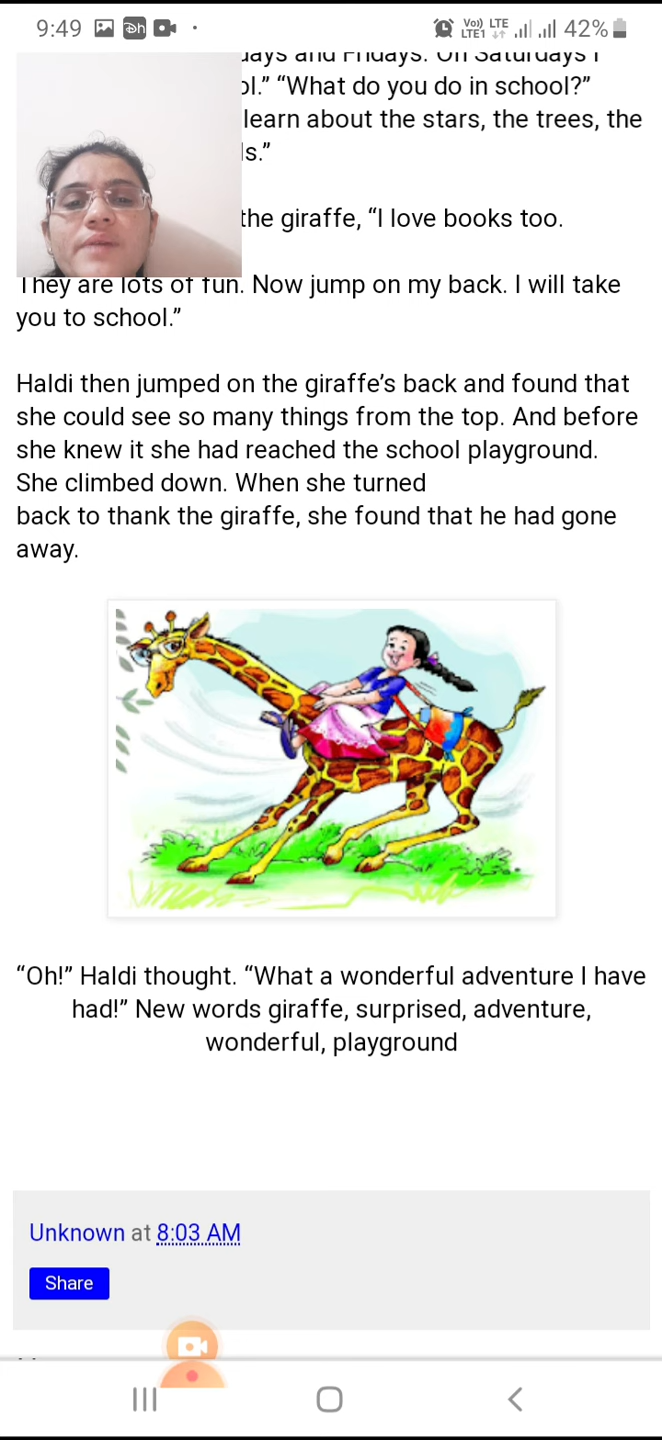 9:49
Vo)) LTE
LTE1
42%
days and Fridays. On Saturdays I
ol.” “What do you do in school?”
learn about the stars, the trees, the
ls.”
the giraffe, “I love books too.
They are lots of fun. Now jump on my back. I will take
you to school.”
Haldi then jumped on the giraffe’s back and found that
she could see so many things from the top. And before
she knew it she had reached the school playground.
She climbed down. When she turned
back to thank the giraffe, she found that he had gone
away.
“Oh!” Haldi thought. “What a wonderful adventure I have
had!” New words giraffe, surprised, adventure,
wonderful, playground
Unknown at 8:03 AM
Share